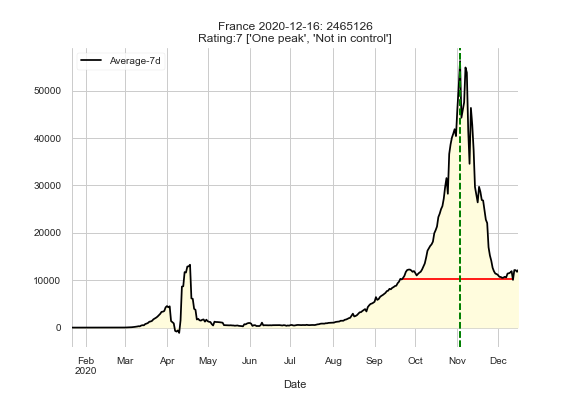 France 2020-12-16: 2465126
Rating:7 ['One peak', 'Not in control']
Average-7d
50000
40000
30000
20000
10000
0
Feb Mar Apr May Jun Jul Aug Sep Oct Nov Dec
2020
Date